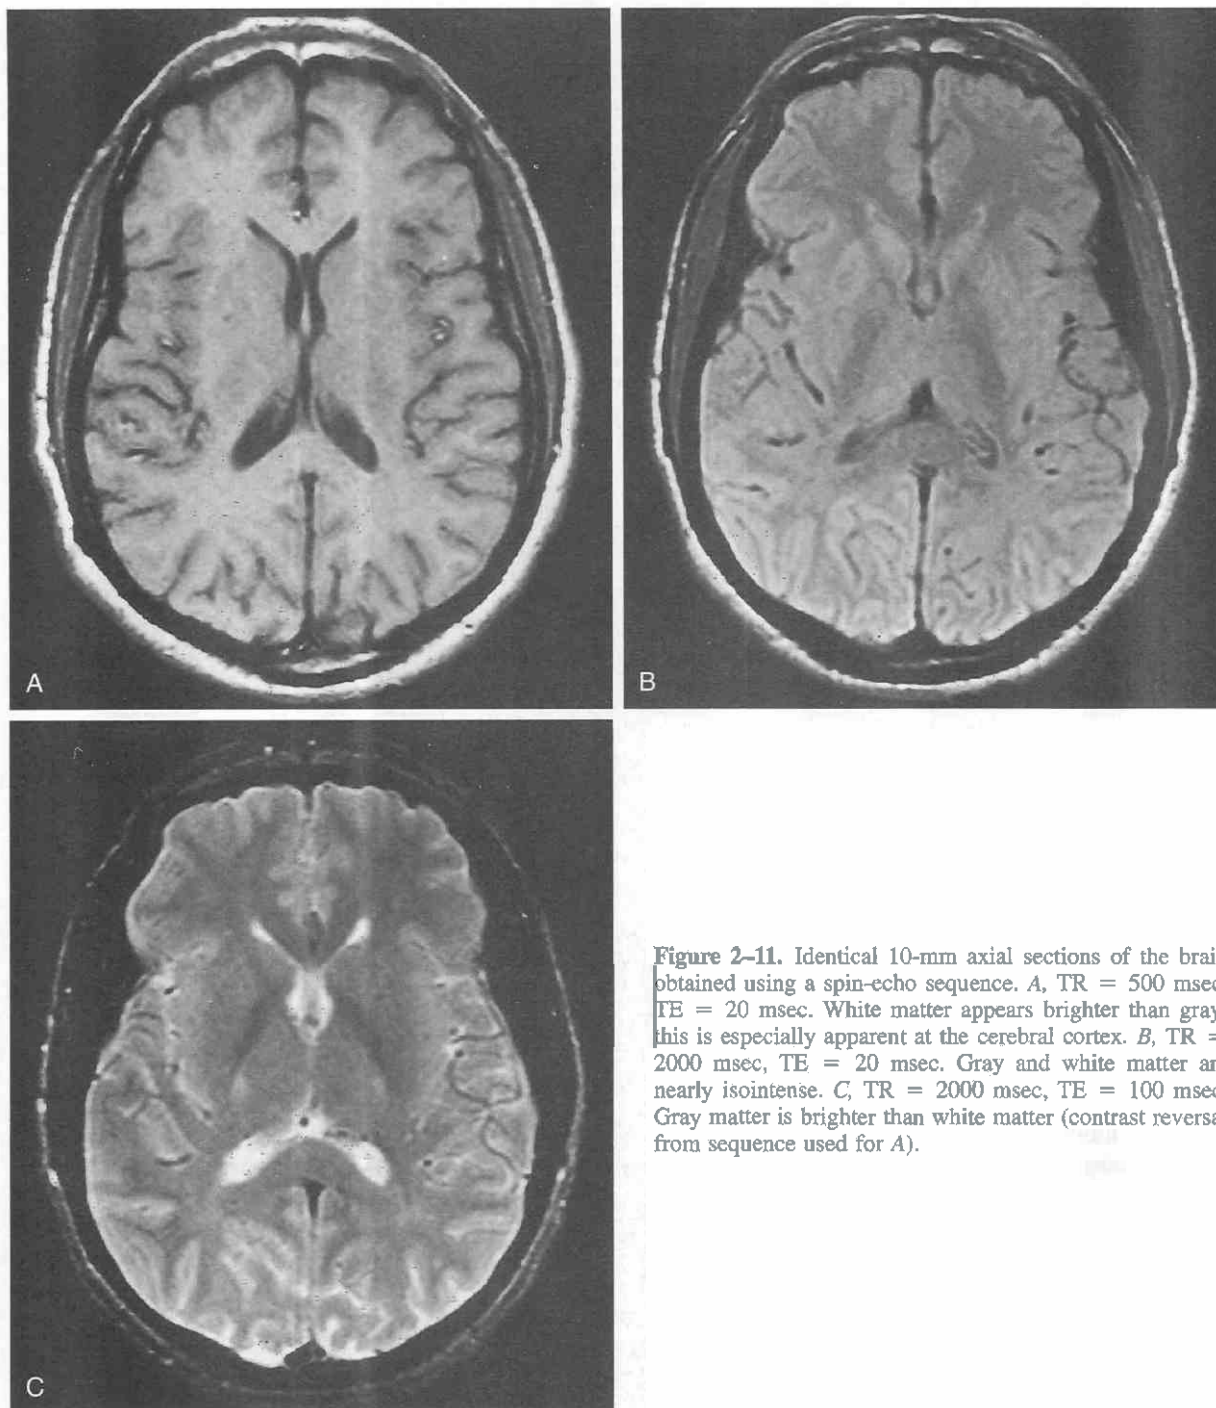 A
B
C
Figure 2–11. Identical 10-mm axial sections of the brai
obtained using a spin-echo sequence. A, TR = 500 msec
TE = 20 msec. White matter appears brighter than gray
this is especially apparent at the cerebral cortex. B, TR =
2000 msec, TE = 20 msec. Gray and white matter ar
nearly isointense. C, TR = 2000 msec, TE = 100 msec
Gray matter is brighter than white matter (contrast reversa
from sequence used for A).